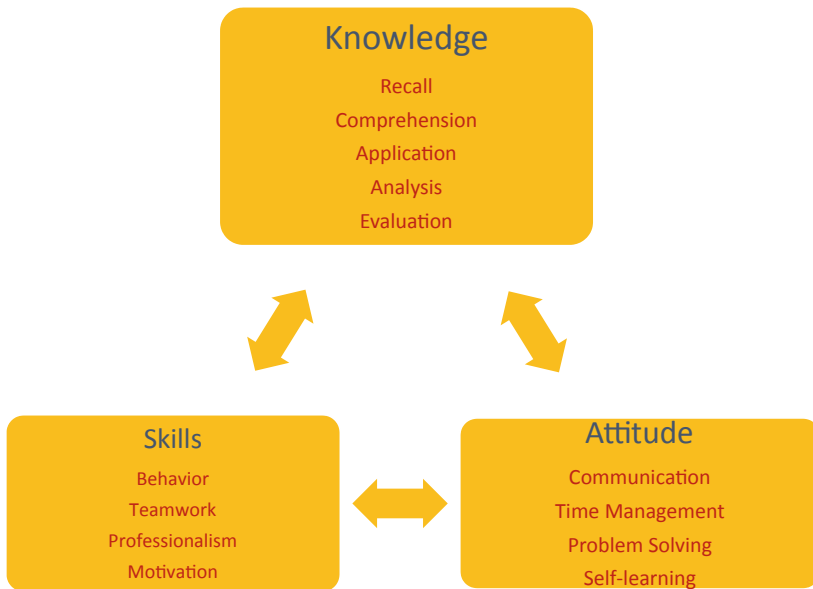 Knowledge
Recall
Comprehension
Application
Analysis
Evaluation
Skills
Behavior
Teamwork
Professionalism
Motivation
Attitude
Communication
Time Management
Problem Solving
Self-learning